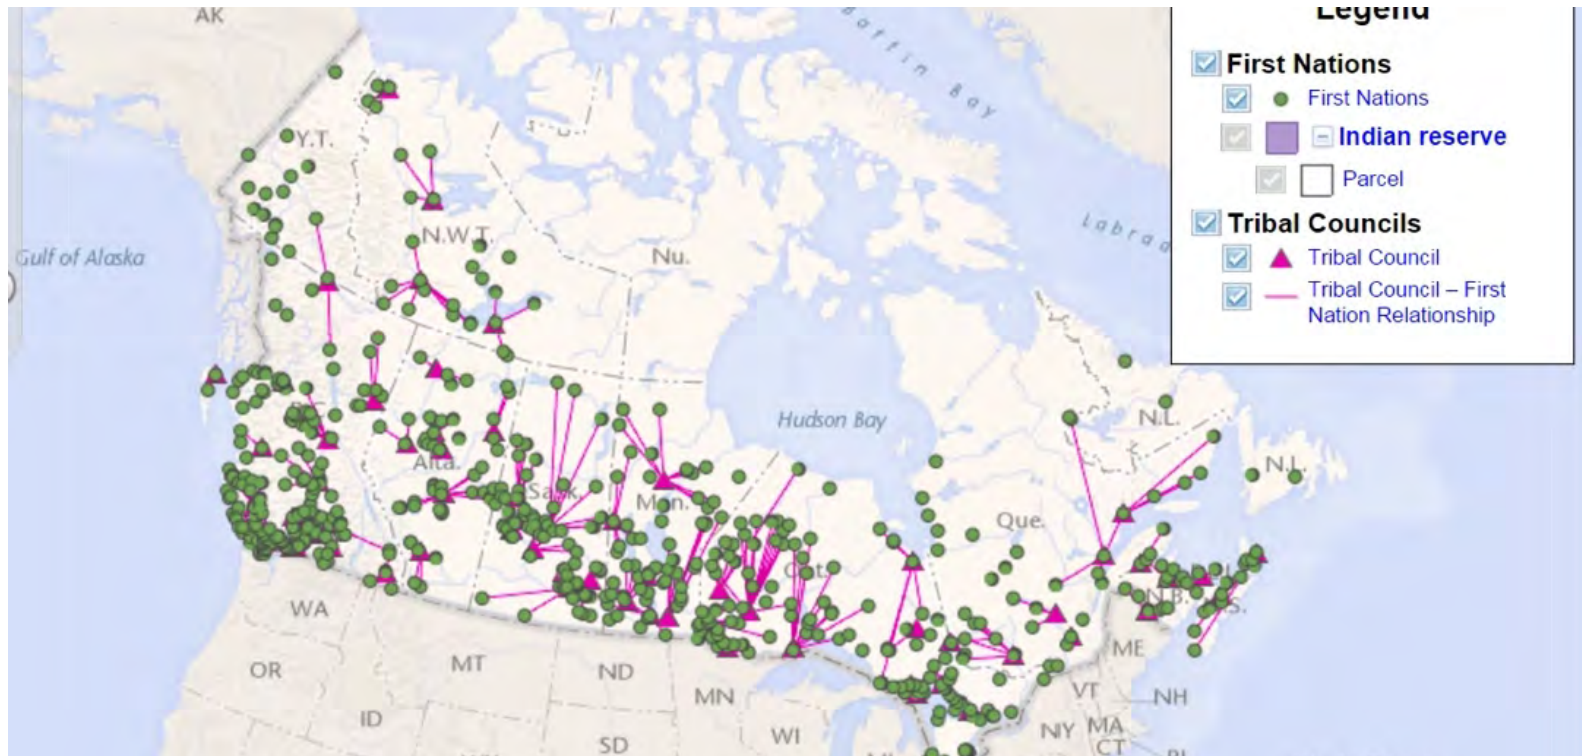 AK
Baffin Bay
Legend
First Nations
First Nations
Indian reserve
Parcel
Tribal Councils
Tribal Council
Tribal Council – First
Nation Relationship
Labrad
Y.T.
N.W.T.
Nu.
Gulf of Alaska
Hudson Bay
N.L.
N.L.
Alta.
Sask.
Man.
Ont.
Que.
N.B.
N.S.
WA
OR
ID
MT
ND
SD
MN
WI
ME
VT
NH
NY
MA
CT